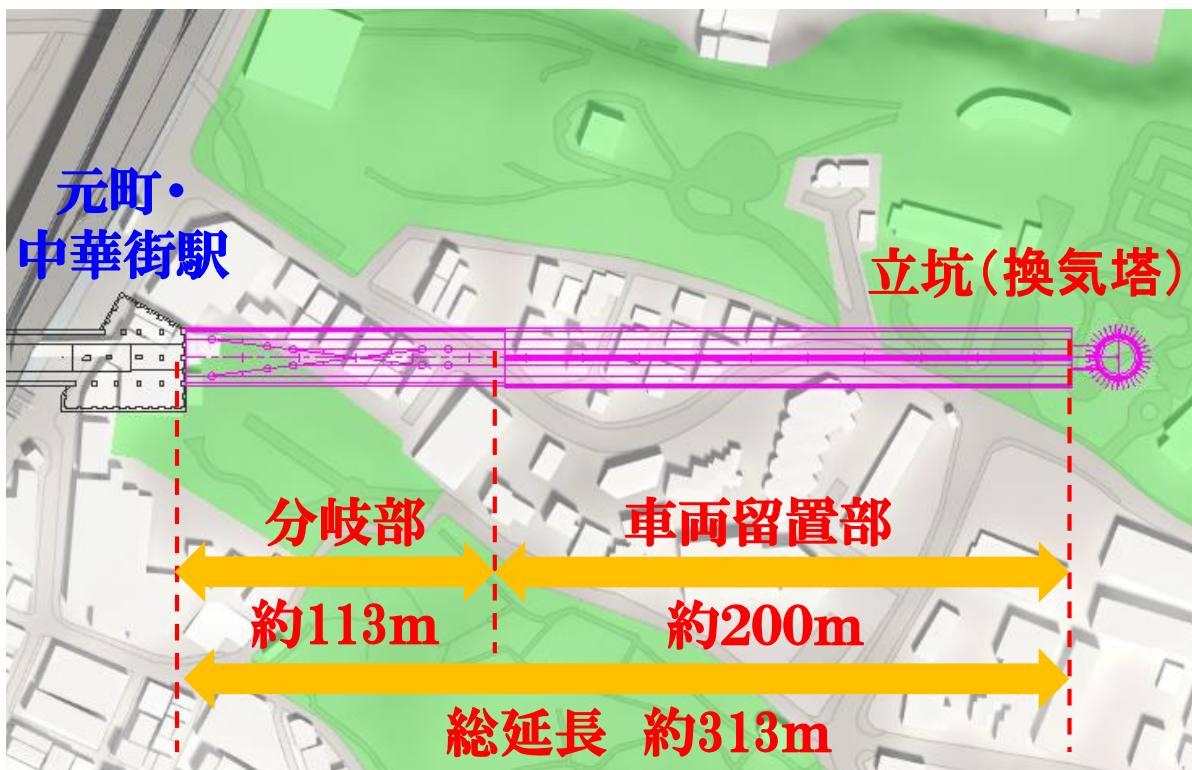 元町・
中華街駅
立坑（換気塔）
分岐部
車両留置部
約113m
約200m
総延長　約313m